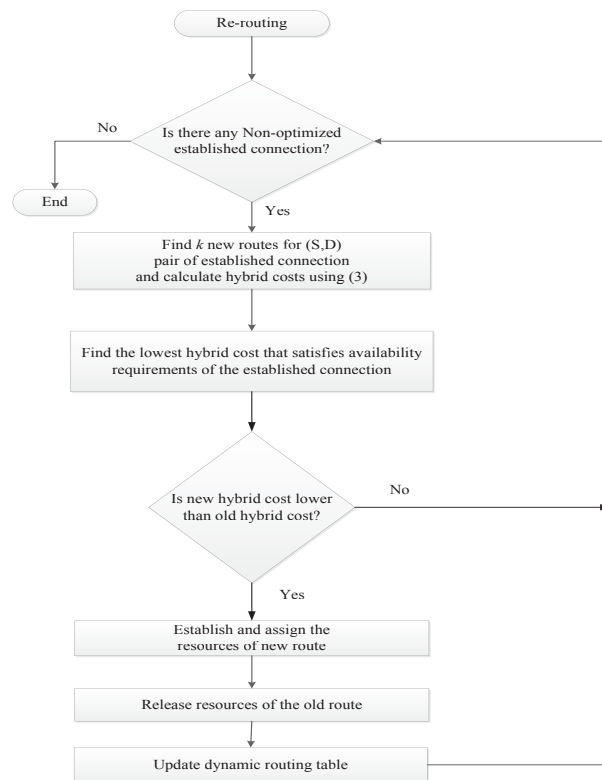 Re-routing
No
Is there any Non-optimized
established connection?
End
Yes
Find k new routes for (S,D)
pair of established connection
and calculate hybrid costs using (3)
Find the lowest hybrid cost that satisfies availability
requirements of the established connection
Is new hybrid cost lower
than old hybrid cost?
No
Yes
Establish and assign the
resources of new route
Release resources of the old route
Update dynamic routing table